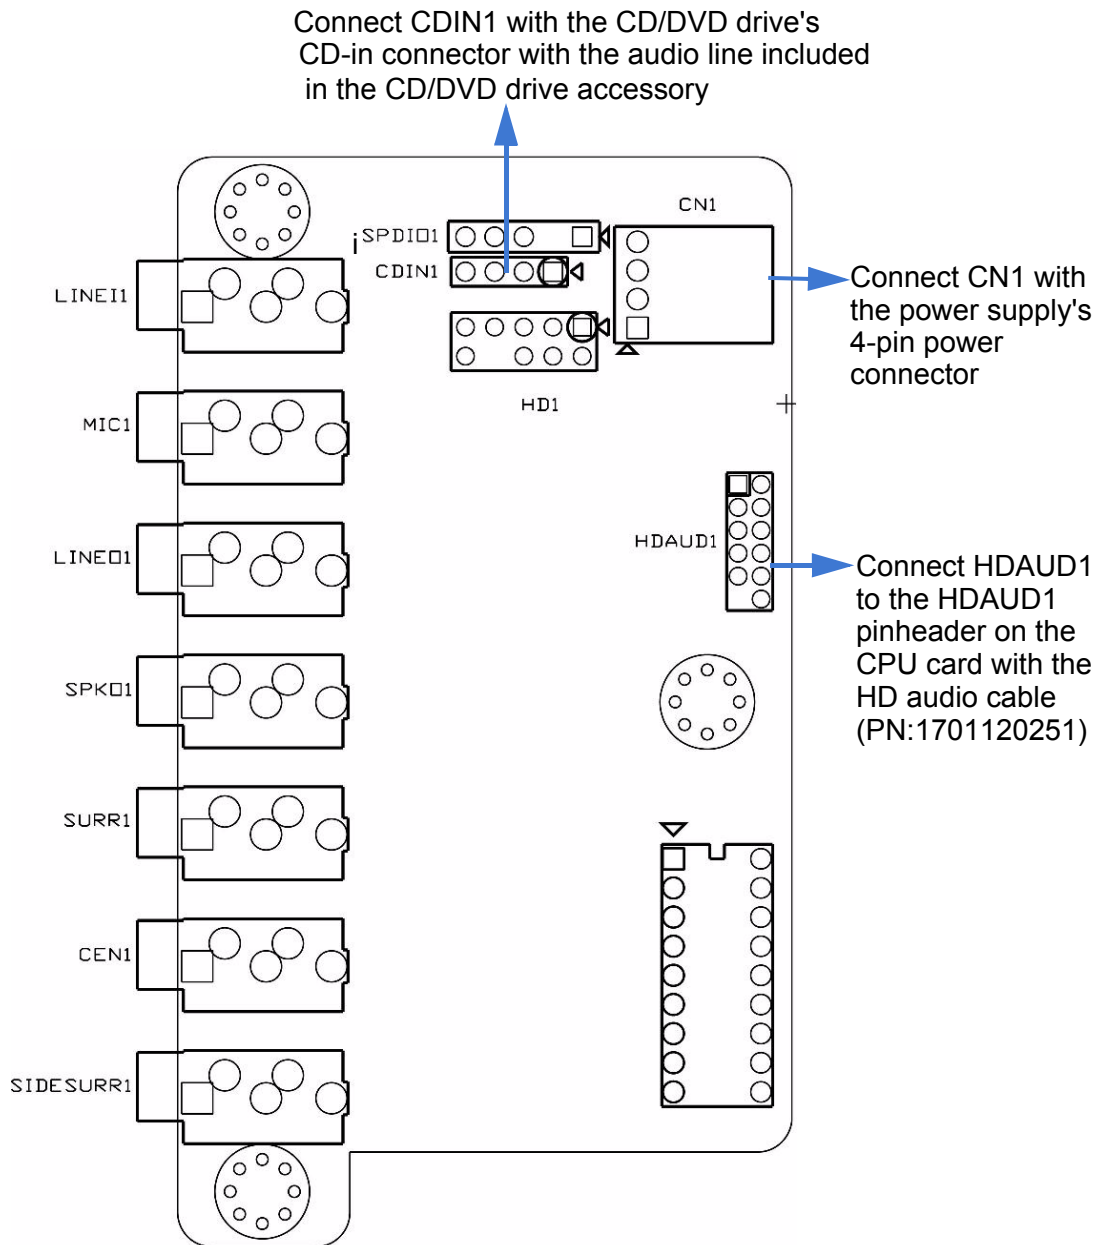 Connect CDIN1 with the CD/DVD drive's
CD-in connector with the audio line included
in the CD/DVD drive accessory
CN1
iSPDIO1
CDIN1
LINEI1
Connect CN1 with
the power supply's
4-pin power
connector
HD1
MIC1
HDAUD1
LINEO1
Connect HDAUD1
to the HDAUD1
pinheader on the
CPU card with the
HD audio cable
(PN:1701120251)
SPKO1
SURR1
CEN1
SIDESURR1